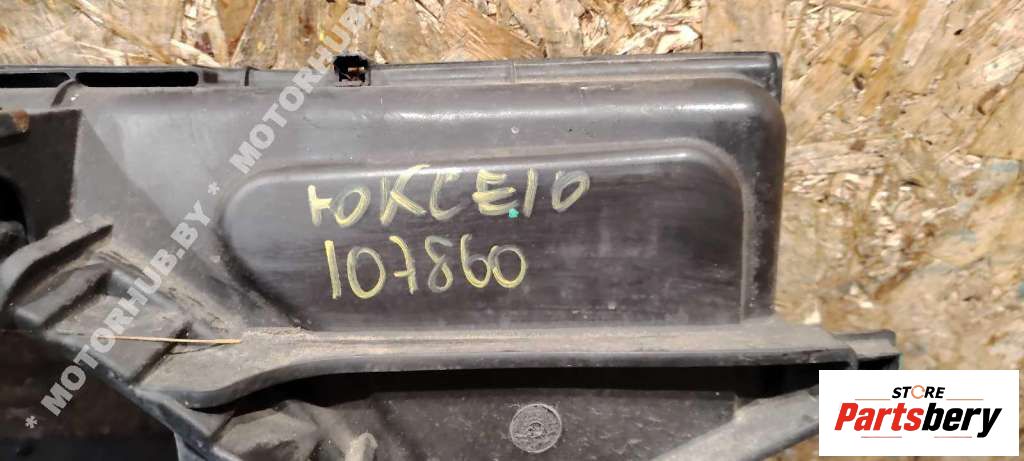 * MOTORHUB.BY * MOTORHUB
ЮКСЕ10
107860
STORE
Partsbery